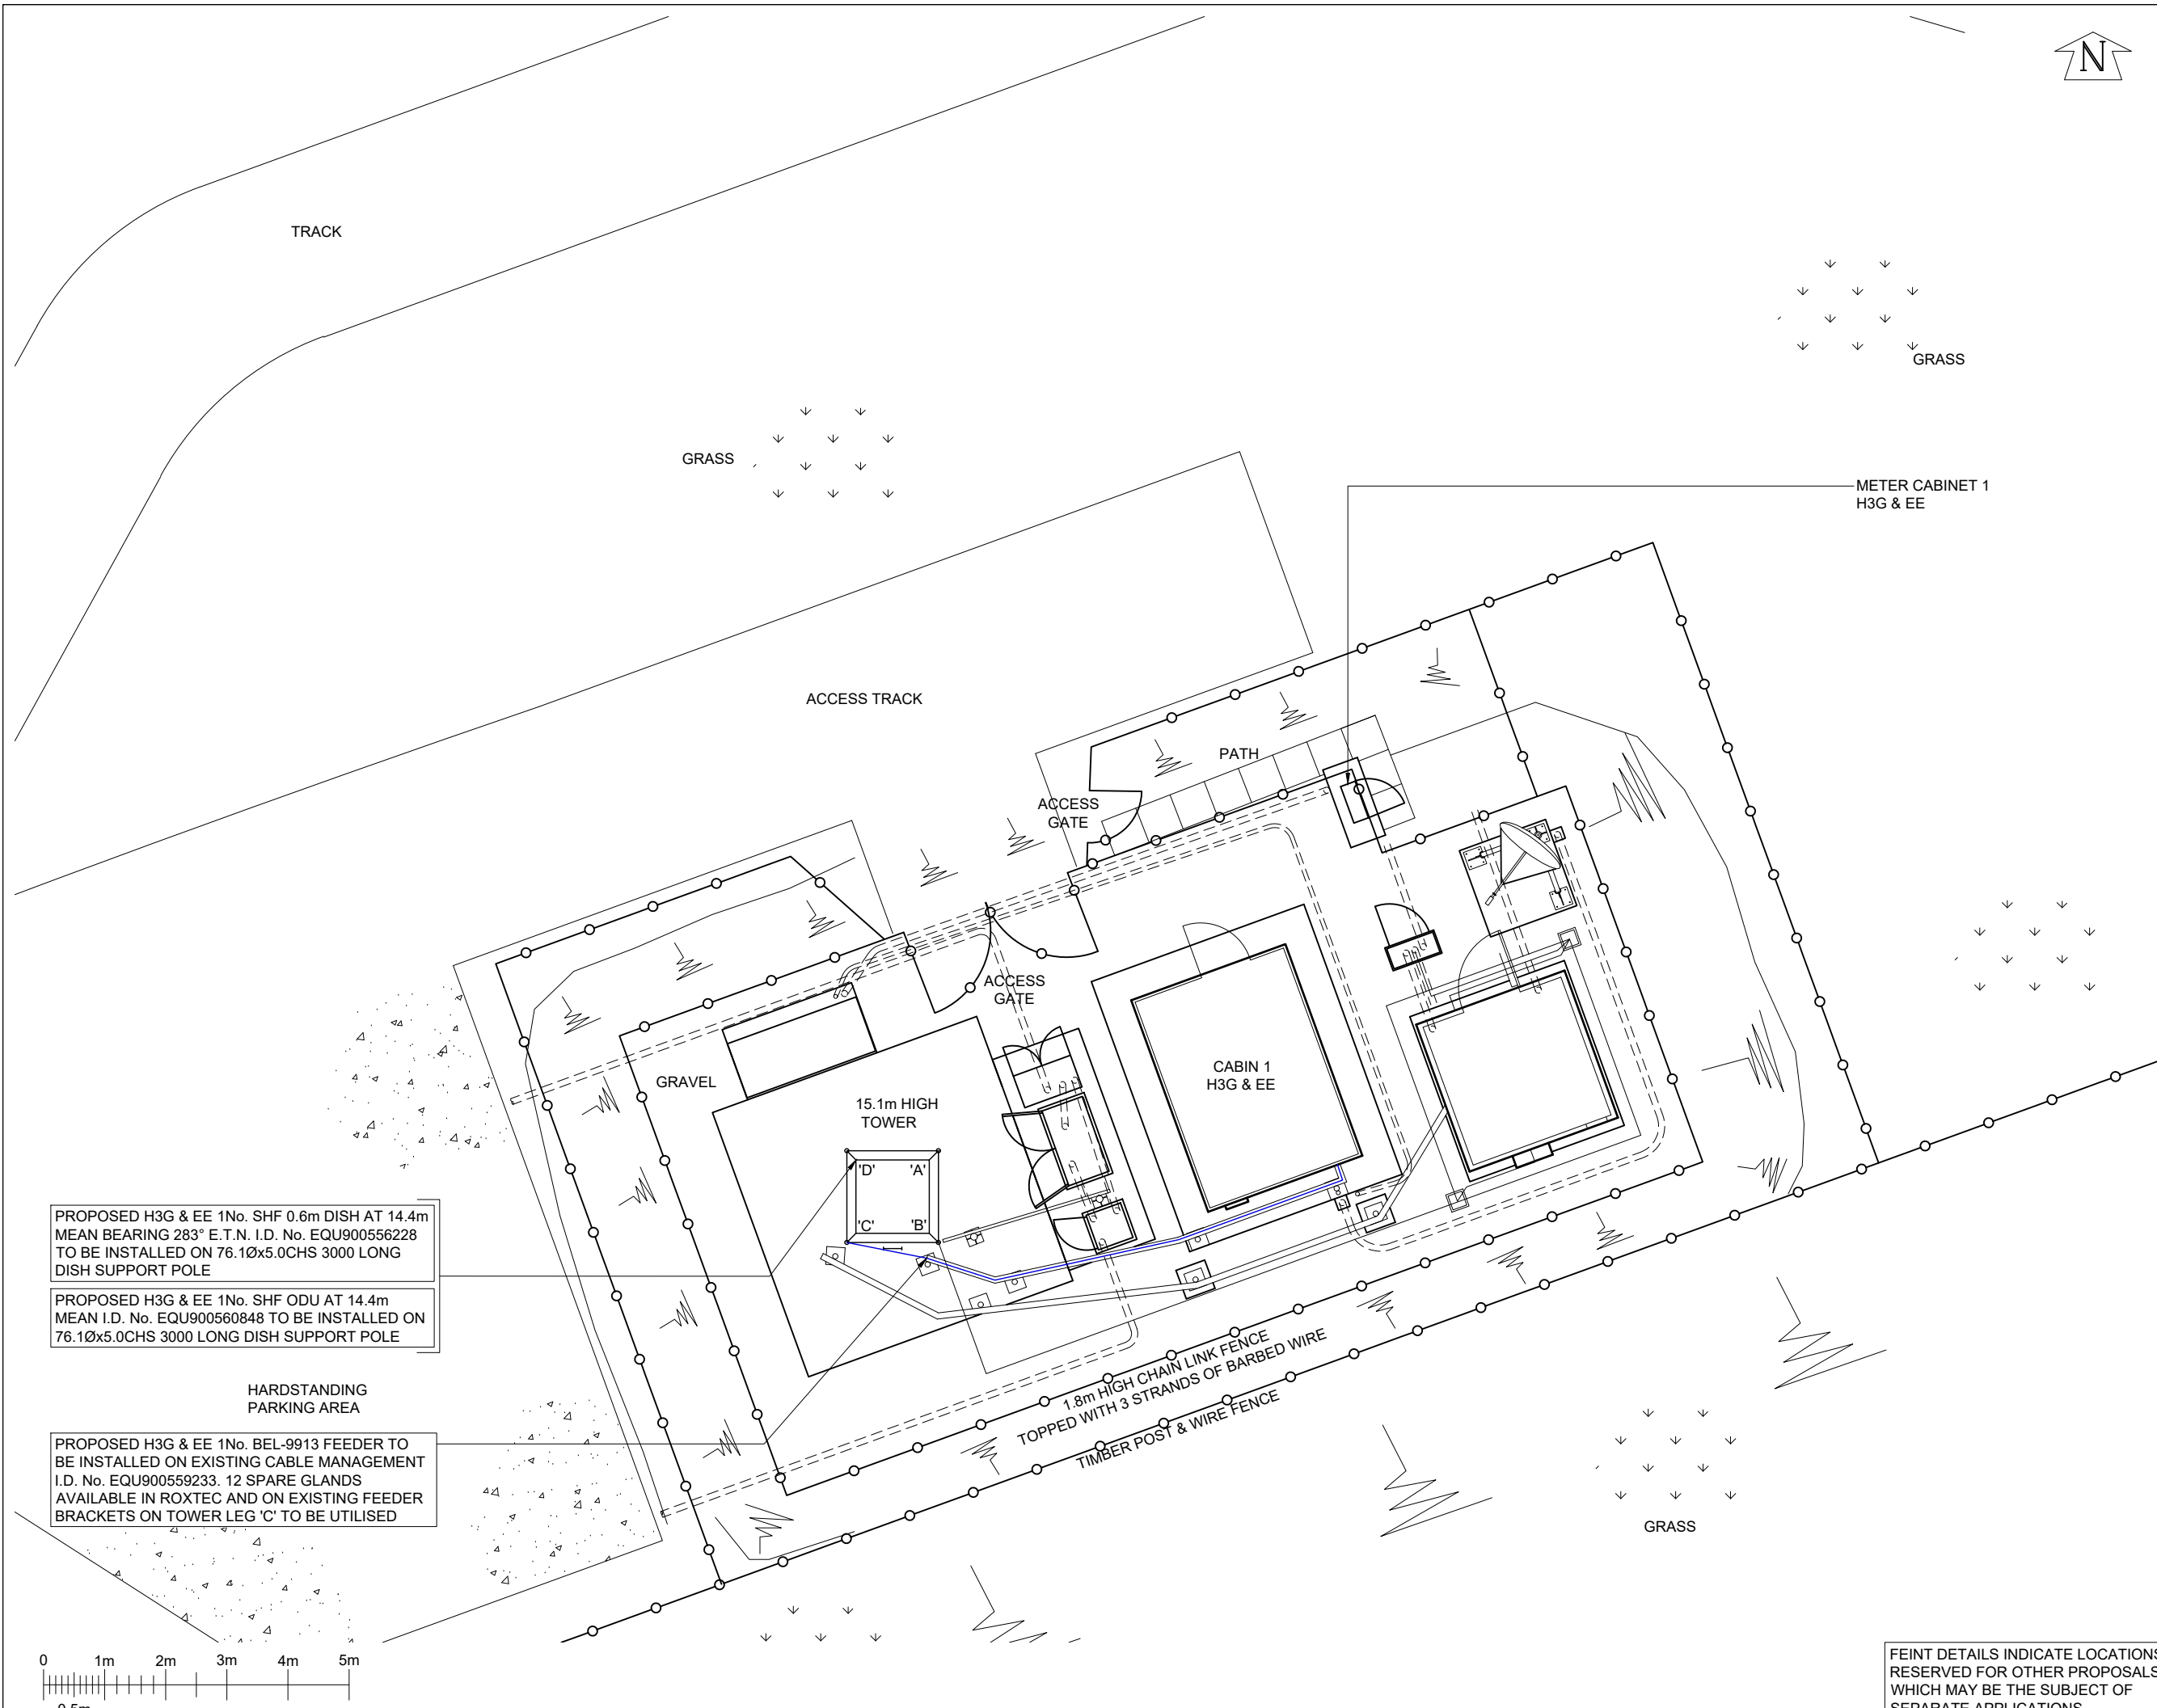 N
TRACK
GRASS
GRASS
METER CABINET 1
H3G & EE
ACCESS TRACK
PATH
ACCESS
GATE
ACCESS
GATE
GRAVEL
CABIN 1
H3G & EE
15.1m HIGH
TOWER
'D' 'A'
'C' 'B'
PROPOSED H3G & EE 1No. SHF 0.6m DISH AT 14.4m
MEAN BEARING 283° E.T.N. I.D. No. EQU900556228
TO BE INSTALLED ON 76.1Øx5.0CHS 3000 LONG
DISH SUPPORT POLE
PROPOSED H3G & EE 1No. SHF ODU AT 14.4m
MEAN I.D. No. EQU900560848 TO BE INSTALLED ON
76.1Øx5.0CHS 3000 LONG DISH SUPPORT POLE
HARDSTANDING
PARKING AREA
1.8m HIGH CHAIN LINK FENCE
TOPPED WITH 3 STRANDS OF BARBED WIRE
TIMBER POST & WIRE FENCE
PROPOSED H3G & EE 1No. BEL-9913 FEEDER TO
BE INSTALLED ON EXISTING CABLE MANAGEMENT
I.D. No. EQU900559233. 12 SPARE GLANDS
AVAILABLE IN ROXTEC AND ON EXISTING FEEDER
BRACKETS ON TOWER LEG 'C' TO BE UTILISED
GRASS
0 1m 2m 3m 4m 5m
0.5m
FEINT DETAILS INDICATE LOCATIONS
RESERVED FOR OTHER PROPOSALS
WHICH MAY BE THE SUBJECT OF
SEPARATE APPLICATIONS